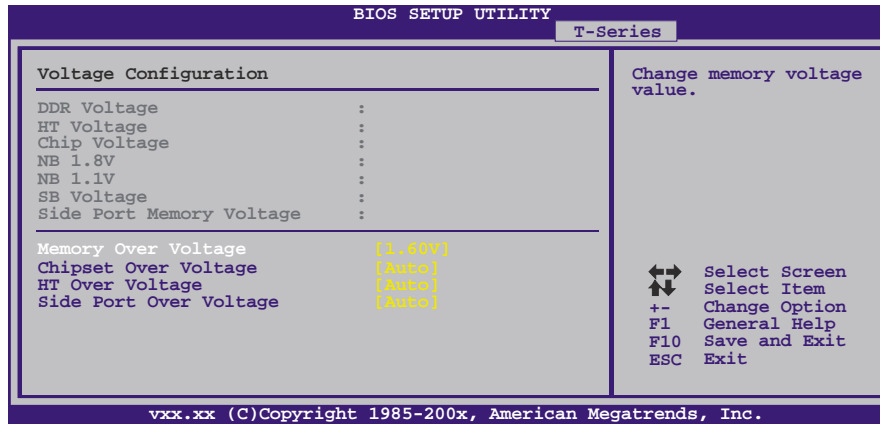 BIOS SETUP UTILITY
T-Series
Voltage Configuration
DDR Voltage :
HT Voltage :
Chip Voltage :
NB 1.8V :
NB 1.1V :
SB Voltage :
Side Port Memory Voltage :
Memory Over Voltage [1.60V]
Chipset Over Voltage [Auto]
HT Over Voltage [Auto]
Side Port Over Voltage [Auto]
Change memory voltage
value.
Select Screen
Select Item
+- Change Option
F1 General Help
F10 Save and Exit
ESC Exit
vxx.xx (C)Copyright 1985-200x, American Megatrends, Inc.